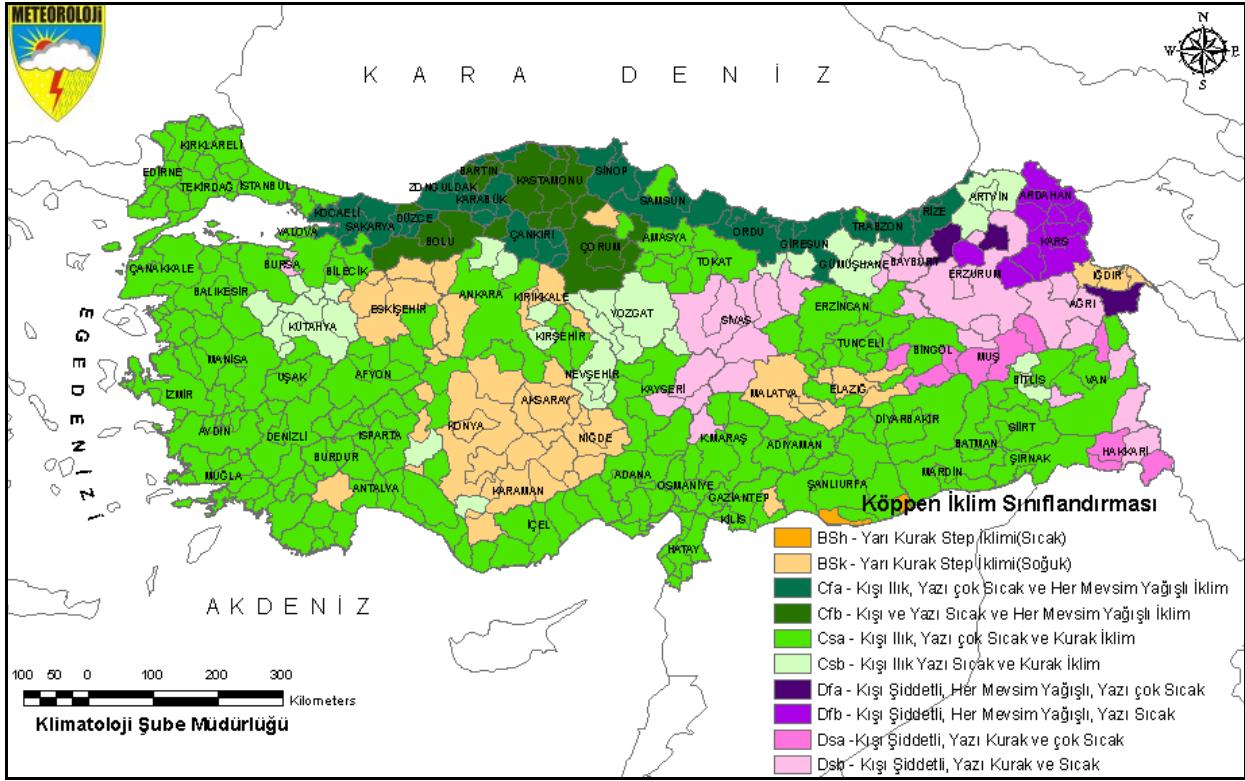 METEOROLOJİ
N
W
E
S
KARA DENİZ
KIRKLARELİ
EDİRNE
TEKİRDAĞ
İSTANBUL
KOCAELİ
YALOVA
SAKARYA
DÜZCE
ZONGULDAK
BARTIN
KARABÜK
KASTAMONU
SİNOP
SAMSUN
BOLU
ÇANKIRI
ÇORUM
AMASYA
TOKAT
ORDU
GİRESUN
TRABZON
RİZE
ARTVİN
ARDAHAN
KARS
GÜMÜŞHANE
BAYBURT
ERZURUM
IĞDIR
AĞRI
ÇANAKKALE
BURSA
BİLECİK
BALIKESİR
KÜTAHYA
ESKİŞEHİR
ANKARA
KIRIKKALE
YOZGAT
SİVAS
ERZİNCAN
TUNCELİ
BİNGÖL
MUŞ
KIRŞEHİR
NEVŞEHİR
KAYSERİ
MALATYA
ELAZIĞ
BİTLİS
VAN
MANİSA
UŞAK
AFYON
İZMİR
AYDIN
DENİZLİ
ISPARTA
BURDUR
KONYA
AKSARAY
NİĞDE
K.MARAŞ
ADIYAMAN
DİYARBAKIR
BATMAN
SİİRT
ŞIRNAK
HAKKARİ
MARDİN
MUĞLA
ANTALYA
KARAMAN
İÇEL
ADANA
OSMANİYE
GAZİANTEP
KİLİS
ŞANLIURFA
HATAY
EGE DENİZİ
AKDENİZ
Köppen İklim Sınıflandırması
BSh - Yarı Kurak Step İklimi(Sıcak)
BSk - Yarı Kurak Step İklimi(Soğuk)
Cfa - Kışı Ilık, Yazı çok Sıcak ve Her Mevsim Yağışlı İklim
Cfb - Kışı ve Yazı Sıcak ve Her Mevsim Yağışlı İklim
Csa - Kışı Ilık, Yazı çok Sıcak ve Kurak İklim
Csb - Kışı Ilık Yazı Sıcak ve Kurak İklim
Dfa - Kışı Şiddetli, Her Mevsim Yağışlı, Yazı çok Sıcak
Dfb - Kışı Şiddetli, Her Mevsim Yağışlı, Yazı Sıcak
Dsa -Kışı Şiddetli, Yazı Kurak ve çok Sıcak
Dsb - Kışı Şiddetli, Yazı Kurak ve Sıcak
100 50 0 100 200 300
Kilometers
Klimatoloji Şube Müdürlüğü